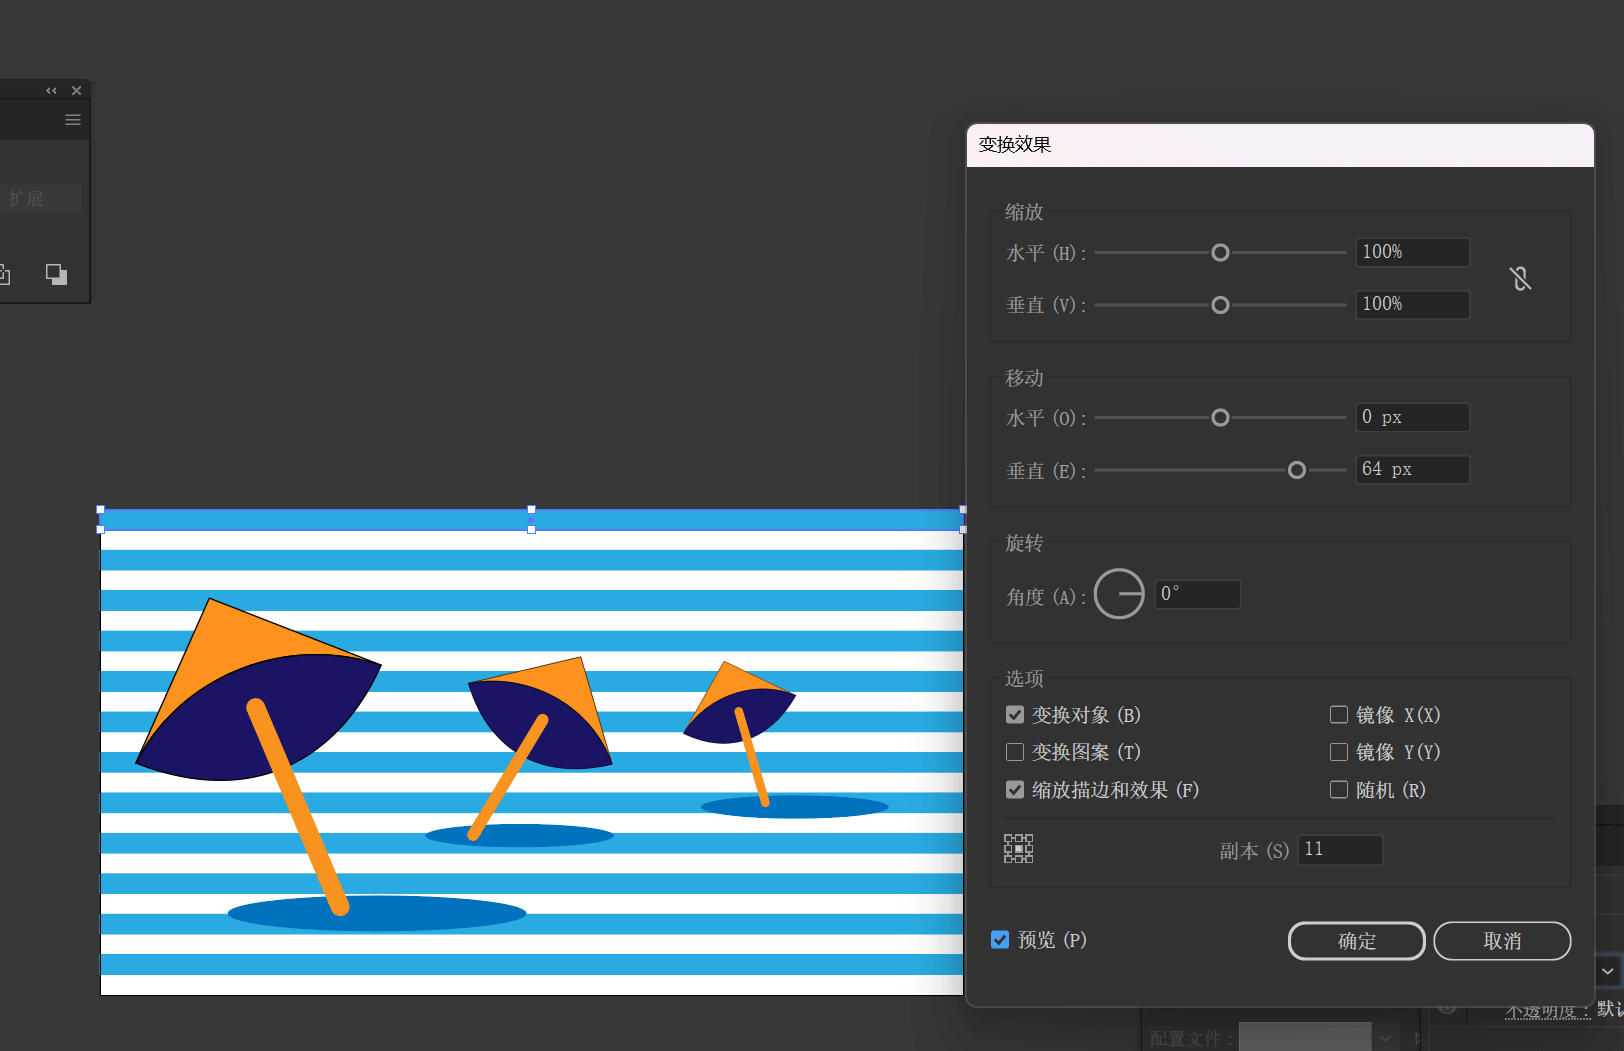 扩展
变换效果
缩放
水平 (H): 100%
垂直 (V): 100%
移动
水平 (O): 0 px
垂直 (E): 64 px
旋转
角度 (A): 0°
选项
变换对象 (B) 镜像 X(X)
变换图案 (T) 镜像 Y(Y)
缩放描边和效果 (F) 随机 (R)
副本 (S) 11
预览 (P) 确定 取消
不透明度: 默认
配置文件: